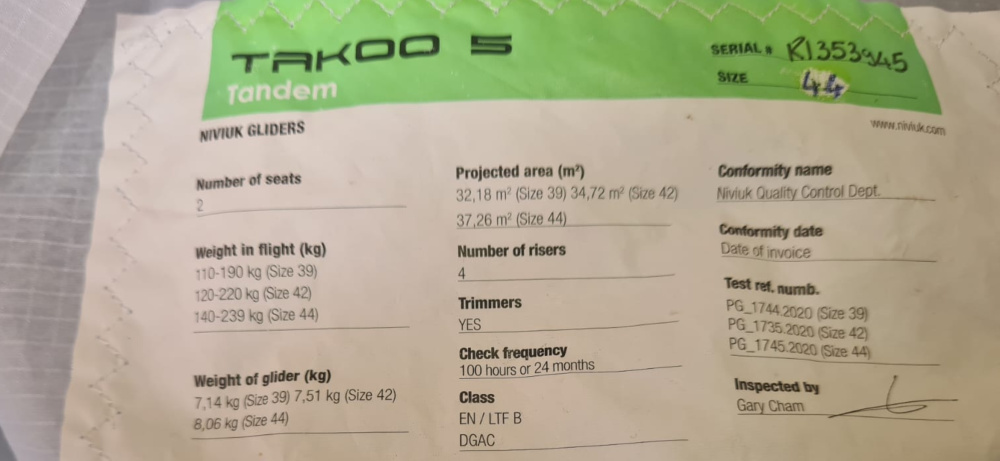 TAKOO 5
Tandem
SERIAL # R1353945
SIZE 44
NIVIUK GLIDERS
www.niviuk.com
Number of seats
2
Weight in flight (kg)
110-190 kg (Size 39)
120-220 kg (Size 42)
140-239 kg (Size 44)
Weight of glider (kg)
7,14 kg (Size 39) 7,51 kg (Size 42)
8,06 kg (Size 44)
Projected area (m²)
32,18 m² (Size 39) 34,72 m² (Size 42)
37,26 m² (Size 44)
Number of risers
4
Trimmers
YES
Check frequency
100 hours or 24 months
Class
EN / LTF B
DGAC
Conformity name
Niviuk Quality Control Dept.
Conformity date
Date of invoice
Test ref. numb.
PG_1744.2020 (Size 39)
PG_1735.2020 (Size 42)
PG_1745.2020 (Size 44)
Inspected by
Gary Cham